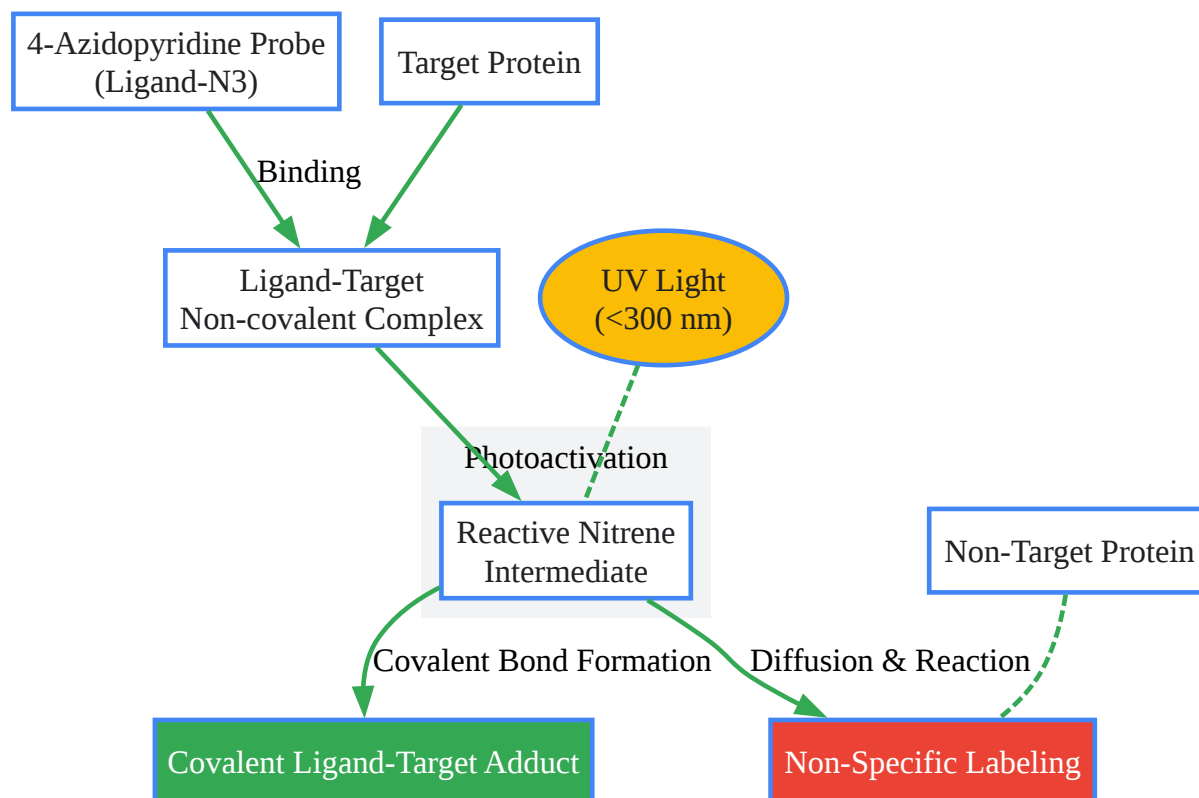 4-Azidopyridine Probe
(Ligand-N3)
Target Protein
Binding
Ligand-Target
Non-covalent Complex
UV Light
(<300 nm)
Photoactivation
Reactive Nitrene
Intermediate
Non-Target Protein
Covalent Bond Formation
Diffusion & Reaction
Covalent Ligand-Target Adduct
Non-Specific Labeling